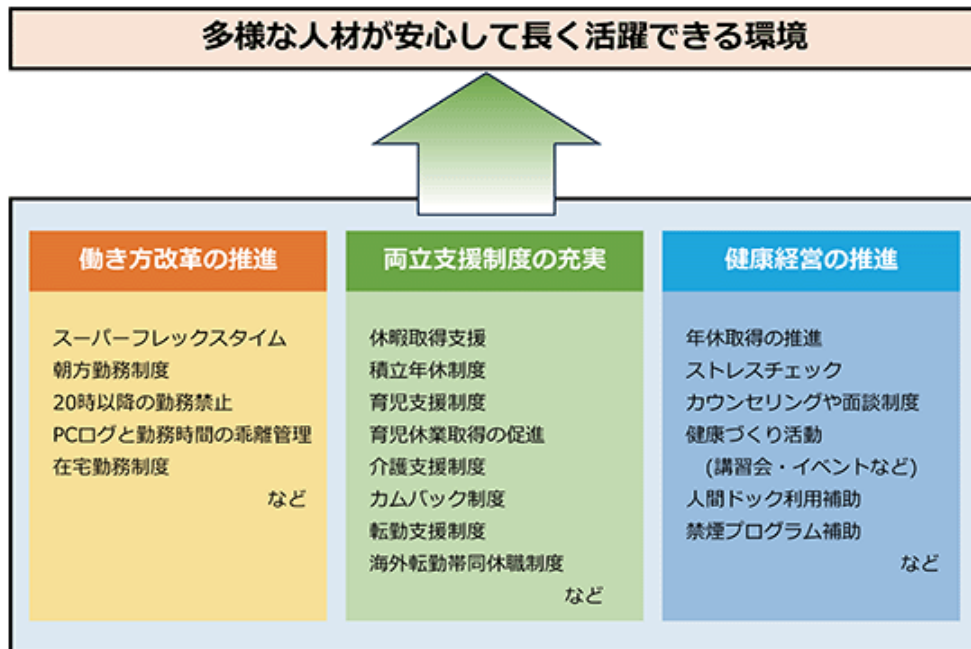 多様な人材が安心して長く活躍できる環境
働き方改革の推進
スーパーフレックスタイム
朝方勤務制度
20時以降の勤務禁止
PCログと勤務時間の乖離管理
在宅勤務制度
など
両立支援制度の充実
休暇取得支援
積立年休制度
育児支援制度
育児休業取得の促進
介護支援制度
カムバック制度
転勤支援制度
海外転勤帯同休職制度
など
健康経営の推進
年休取得の推進
ストレスチェック
カウンセリングや面談制度
健康づくり活動
(講習会・イベントなど)
人間ドック利用補助
禁煙プログラム補助
など